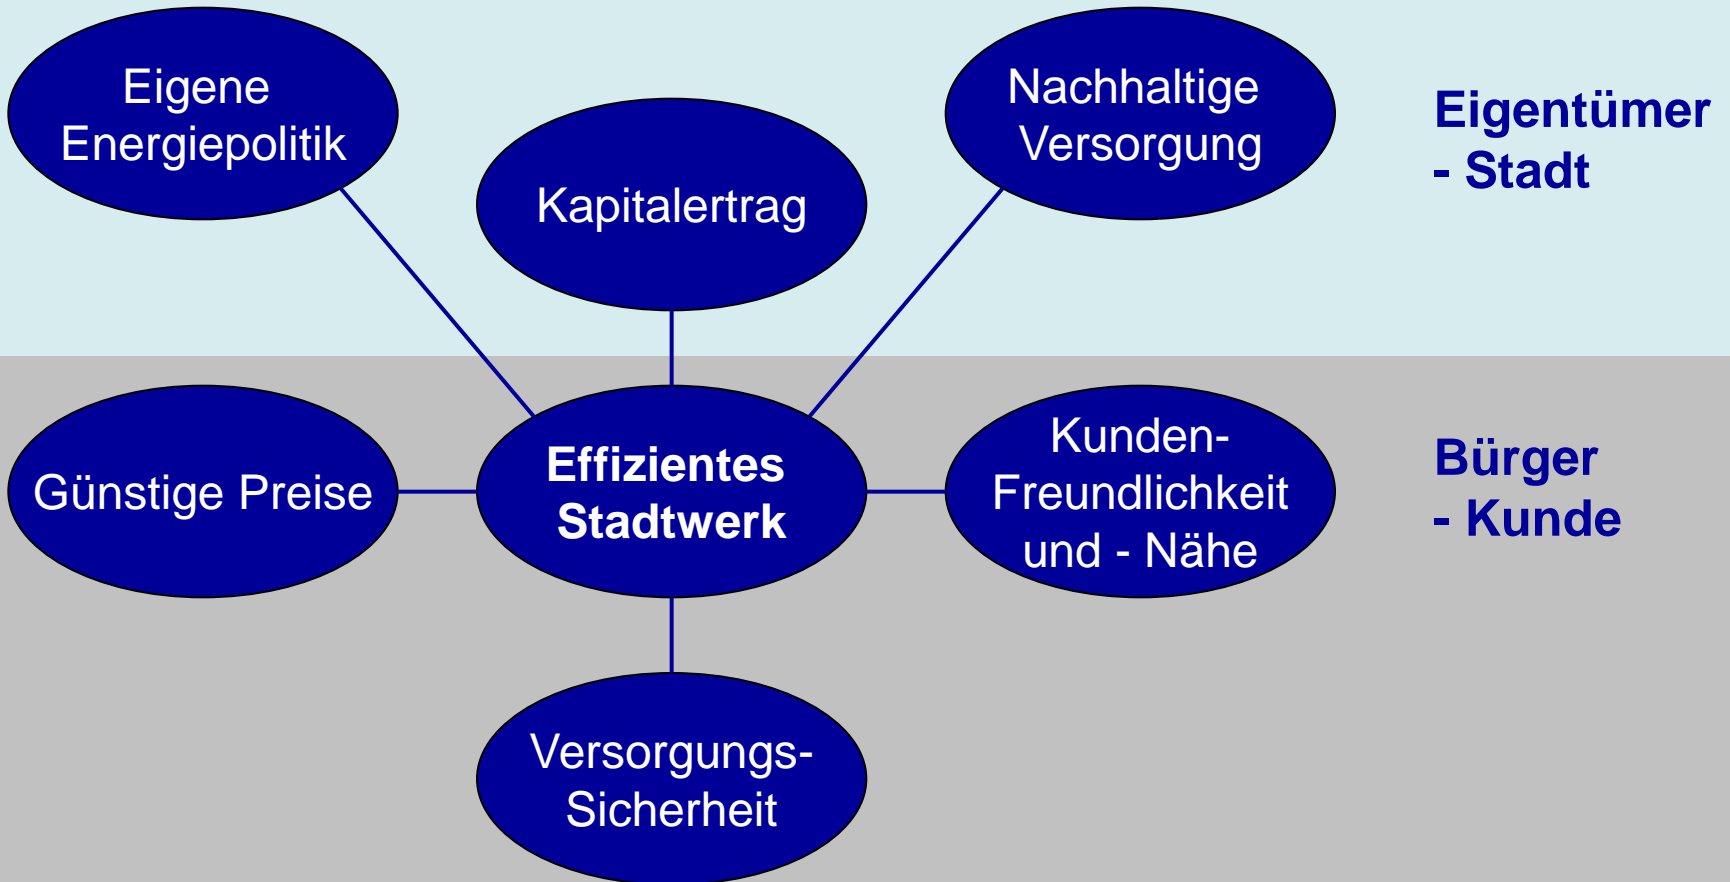 Eigene
Energiepolitik
Kapitalertrag
Nachhaltige
Versorgung
Eigentümer
- Stadt
Günstige Preise
Effizientes
Stadtwerk
Kunden-
Freundlichkeit
und - Nähe
Bürger
- Kunde
Versorgungs-
Sicherheit